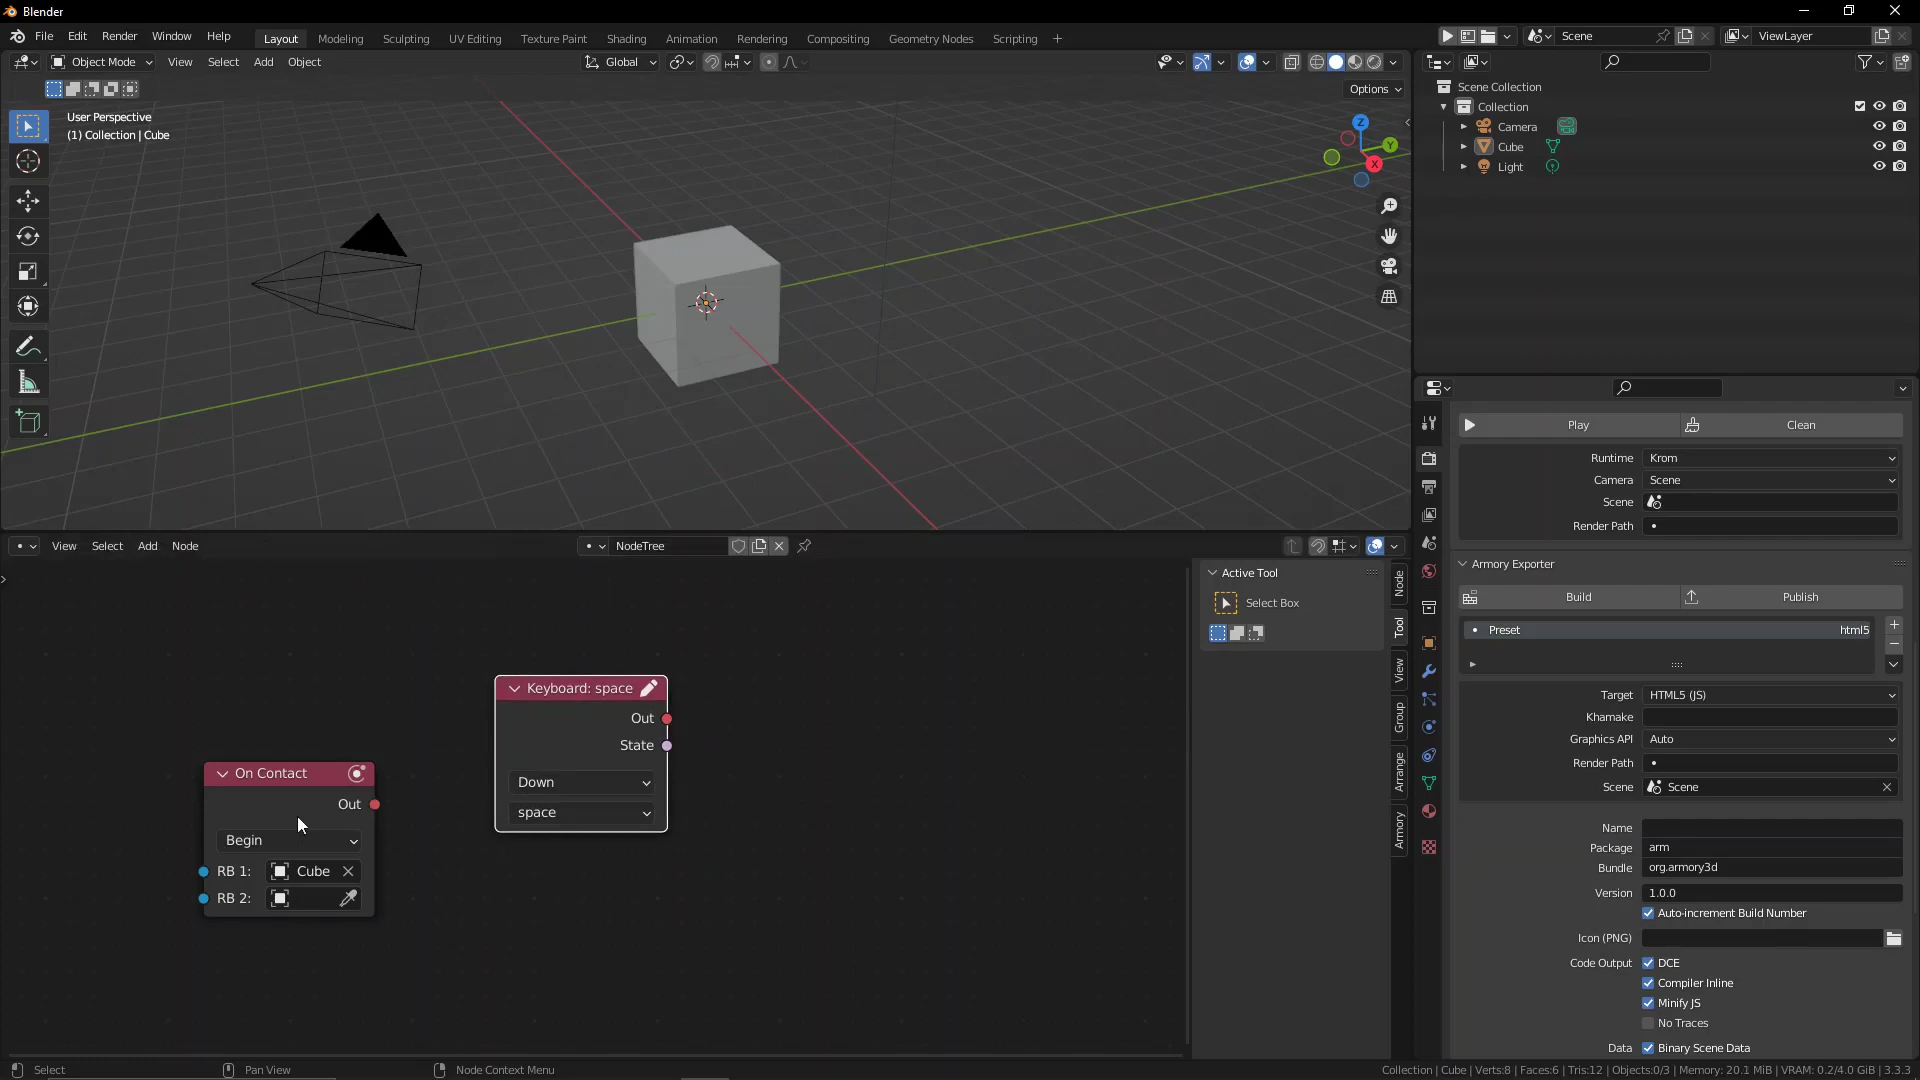 Blender
File Edit Render Window Help
Layout Modeling Sculpting UV Editing Texture Paint Shading Animation Rendering Compositing Geometry Nodes Scripting +
Scene
ViewLayer
Object Mode View Select Add Object
Global
Options
User Perspective
(1) Collection | Cube
Z
Y
X
Scene Collection
Collection
Camera
Cube
Light
Play
Clean
Runtime Krom
Camera Scene
Scene
Render Path
Armory Exporter
Build
Publish
Preset html5
Target HTML5 (JS)
Khamake
Graphics API Auto
Render Path
Scene Scene
Name
Package arm
Bundle org.armory3d
Version 1.0.0
Auto-increment Build Number
Icon (PNG)
Code Output DCE
Compiler Inline
Minify JS
No Traces
Data Binary Scene Data
View Select Add Node
NodeTree
Active Tool
Select Box
Node
Tool
View
Group
Arrange
Armory
Keyboard: space
Out
State
Down
space
On Contact
Out
Begin
RB 1: Cube
RB 2:
Select
Pan View
Node Context Menu
Collection | Cube | Verts:8 | Faces:6 | Tris:12 | Objects:0/3 | Memory: 20.1 MiB | VRAM: 0.2/4.0 GiB | 3.3.3